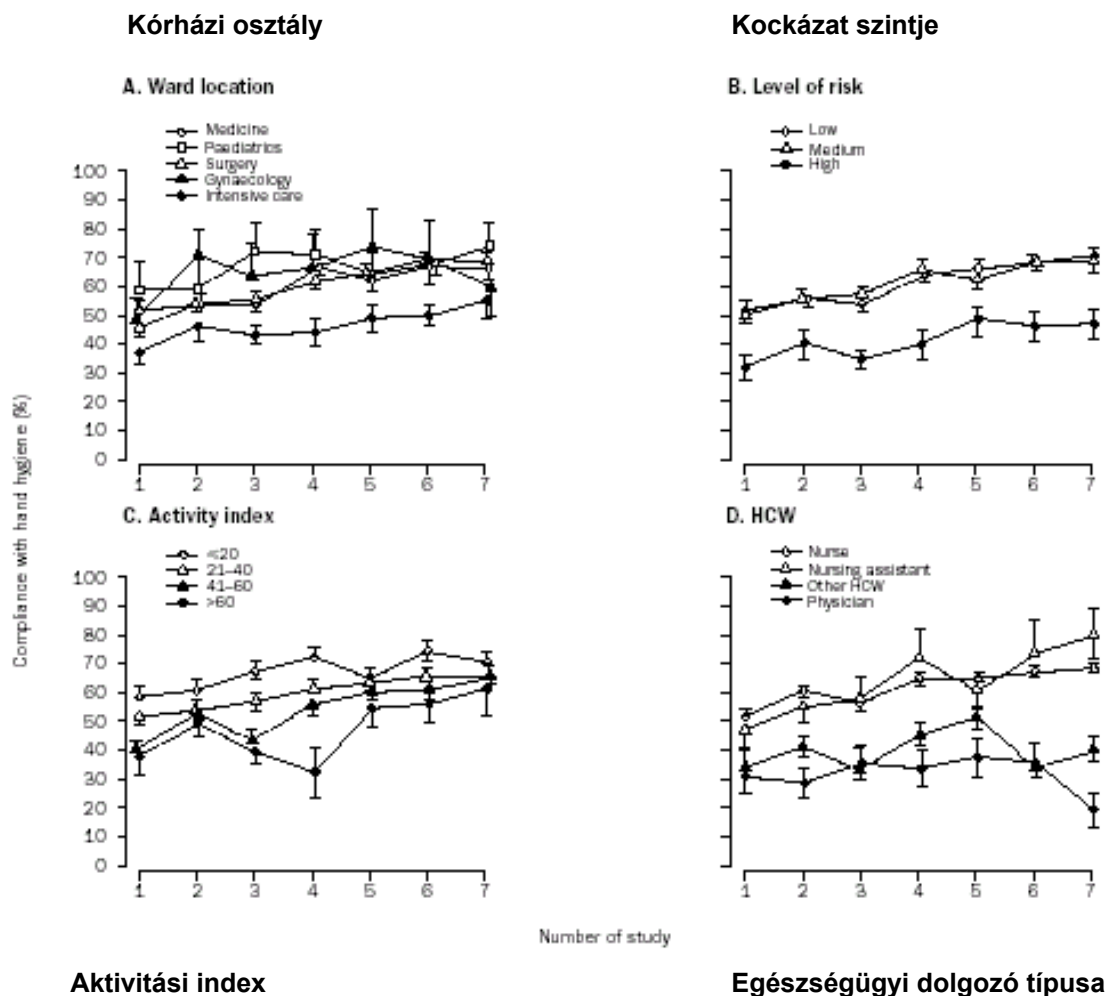 Kórházi osztály
Kockázat szintje
A. Ward location
Medicine
Paediatrics
Surgery
Gynaecology
Intensive care
100
90
80
70
60
50
40
30
20
10
0
1 2 3 4 5 6 7
B. Level of risk
Low
Medium
High
1 2 3 4 5 6 7
Compliance with hand hygiene (%)
C. Activity index
≤20
21–40
41–60
>60
100
90
80
70
60
50
40
30
20
10
0
1 2 3 4 5 6 7
D. HCW
Nurse
Nursing assistant
Other HCW
Physician
1 2 3 4 5 6 7
Number of study
Aktivitási index
Egészségügyi dolgozó típusa